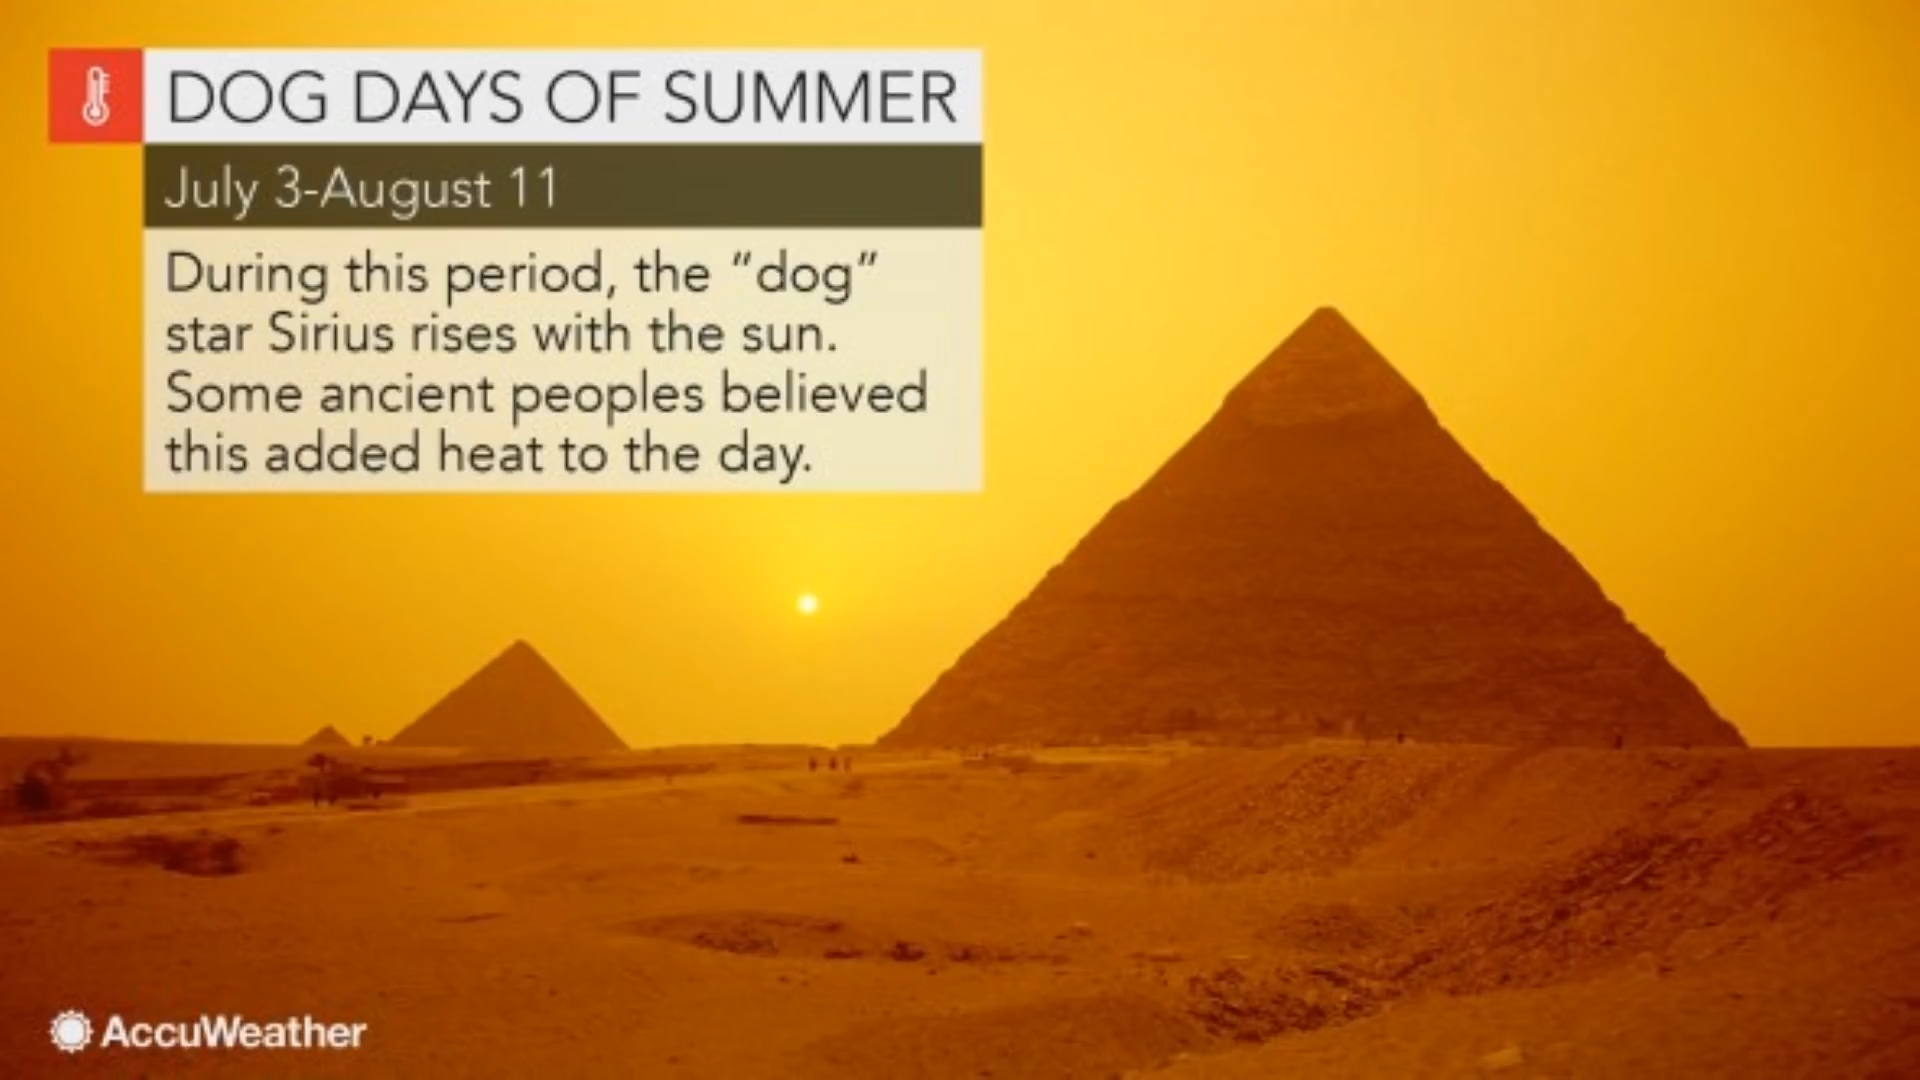 DOG DAYS OF SUMMER
July 3-August 11
During this period, the “dog”
star Sirius rises with the sun.
Some ancient peoples believed
this added heat to the day.
AccuWeather